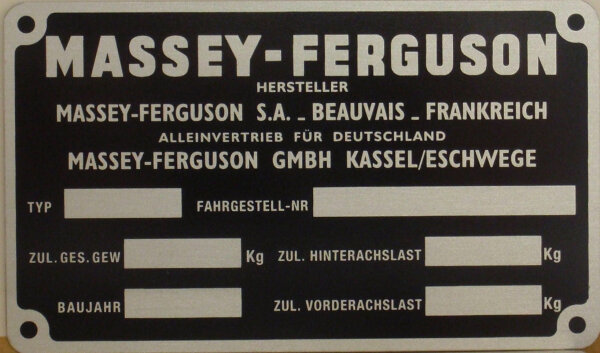 MASSEY-FERGUSON
HERSTELLER
MASSEY-FERGUSON S.A. - BEAUVAIS - FRANKREICH
ALLEINVERTRIEB FÜR DEUTSCHLAND
MASSEY-FERGUSON GMBH KASSEL/ESCHWEGE
TYP FAHRGESTELL-NR
ZUL. GES. GEW Kg ZUL. HINTERACHSLAST Kg
BAUJAHR ZUL. VORDERACHSLAST Kg